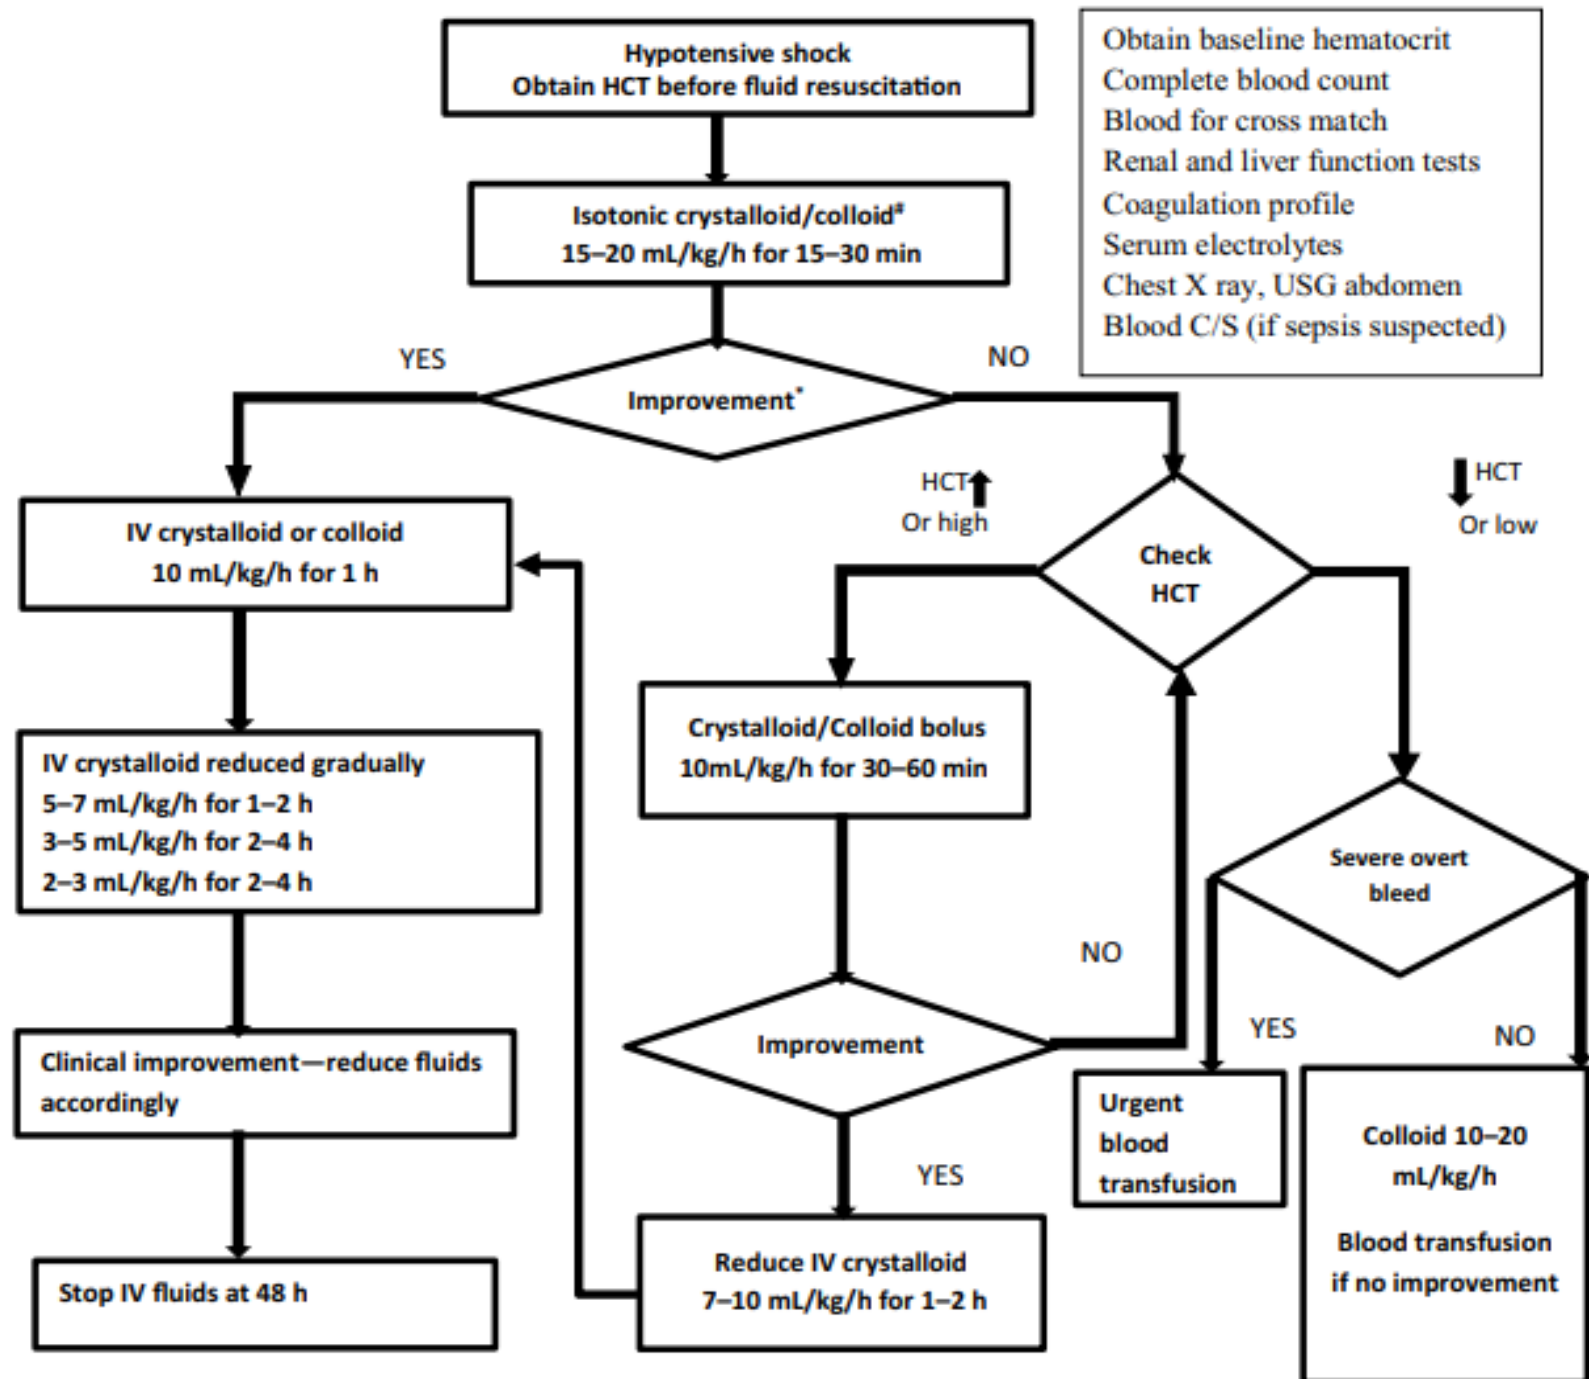 Hypotensive shock
Obtain HCT before fluid resuscitation
Obtain baseline hematocrit
Complete blood count
Blood for cross match
Renal and liver function tests
Coagulation profile
Serum electrolytes
Chest X ray, USG abdomen
Blood C/S (if sepsis suspected)
Isotonic crystalloid/colloid#
15–20 mL/kg/h for 15–30 min
YES
NO
Improvement*
HCT
Or high
HCT
Or low
IV crystalloid or colloid
10 mL/kg/h for 1 h
Check
HCT
Crystalloid/Colloid bolus
10mL/kg/h for 30–60 min
IV crystalloid reduced gradually
5–7 mL/kg/h for 1–2 h
3–5 mL/kg/h for 2–4 h
2–3 mL/kg/h for 2–4 h
Severe overt
bleed
NO
Improvement
YES
NO
Clinical improvement—reduce fluids
accordingly
Urgent
blood
transfusion
Colloid 10–20
mL/kg/h
Blood transfusion
if no improvement
YES
Reduce IV crystalloid
7–10 mL/kg/h for 1–2 h
Stop IV fluids at 48 h